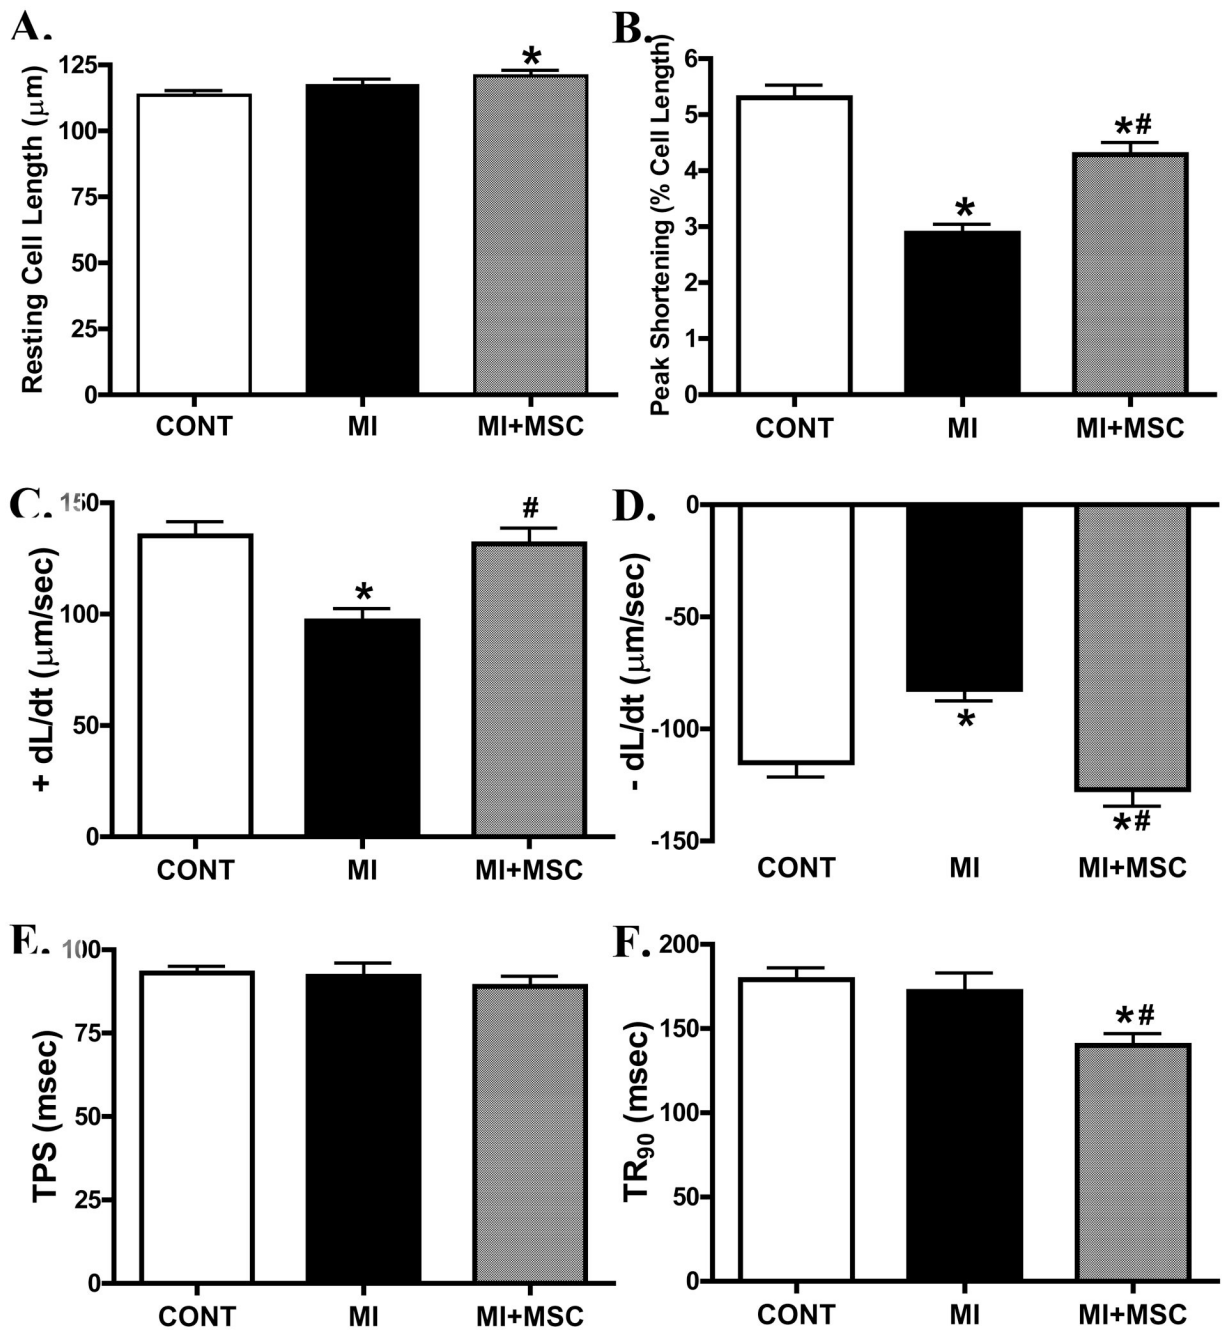 A.
Resting Cell Length (μm)
125
100
75
50
25
0
*
CONT MI MI+MSC
B.
Peak Shortening (% Cell Length)
6
5
4
3
2
1
0
*
*#
CONT MI MI+MSC
C.
+ dL/dt (μm/sec)
150
100
50
0
*
#
CONT MI MI+MSC
D.
- dL/dt (μm/sec)
0
-50
-100
-150
*
*#
CONT MI MI+MSC
E.
TPS (msec)
100
75
50
25
0
CONT MI MI+MSC
F.
TR90 (msec)
200
150
100
50
0
*#
CONT MI MI+MSC